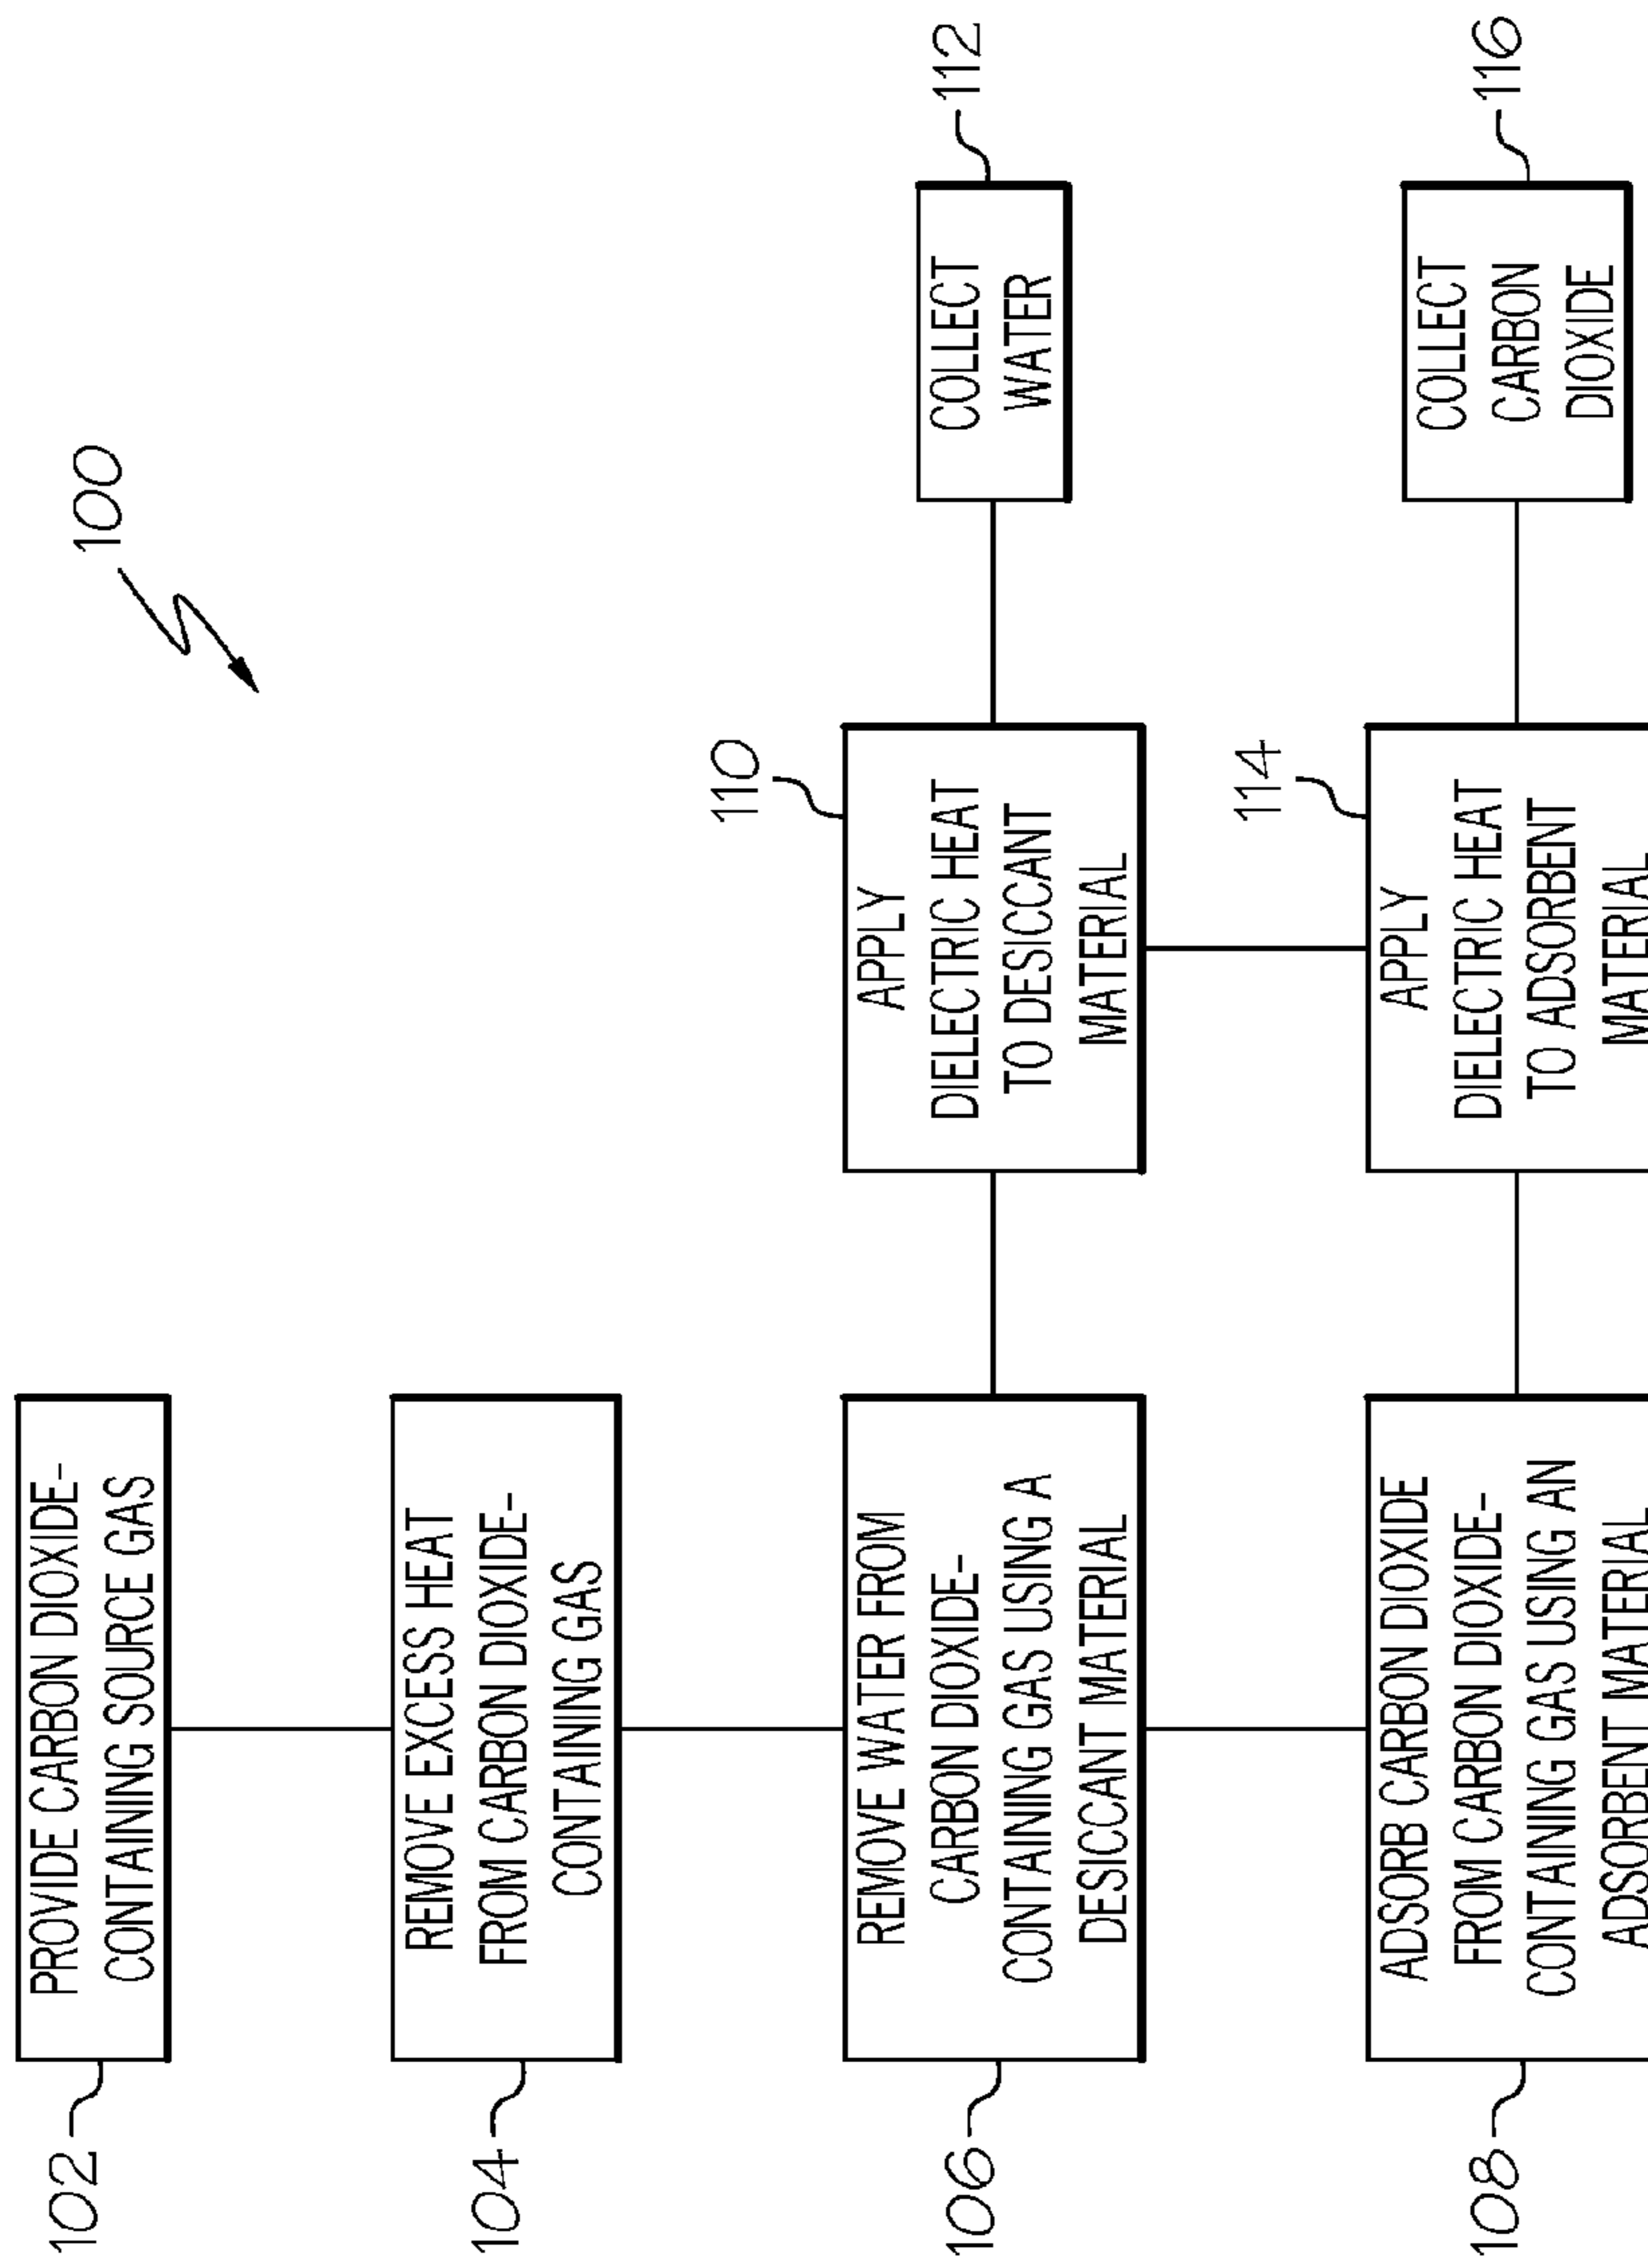 100
102
PROVIDE CARBON DIOXIDE-
CONTAINING SOURCE GAS
104
REMOVE EXCESS HEAT
FROM CARBON DIOXIDE-
CONTAINING GAS
106
REMOVE WATER FROM
CARBON DIOXIDE-
CONTAINING GAS USING A
DESICCANT MATERIAL
110
APPLY
DIELECTRIC HEAT
TO DESICCANT
MATERIAL
112
COLLECT
WATER
108
ADSORB CARBON DIOXIDE
FROM CARBON DIOXIDE-
CONTAINING GAS USING AN
ADSORBENT MATERIAL
114
APPLY
DIELECTRIC HEAT
TO ADSORBENT
MATERIAL
116
COLLECT
CARBON
DIOXIDE